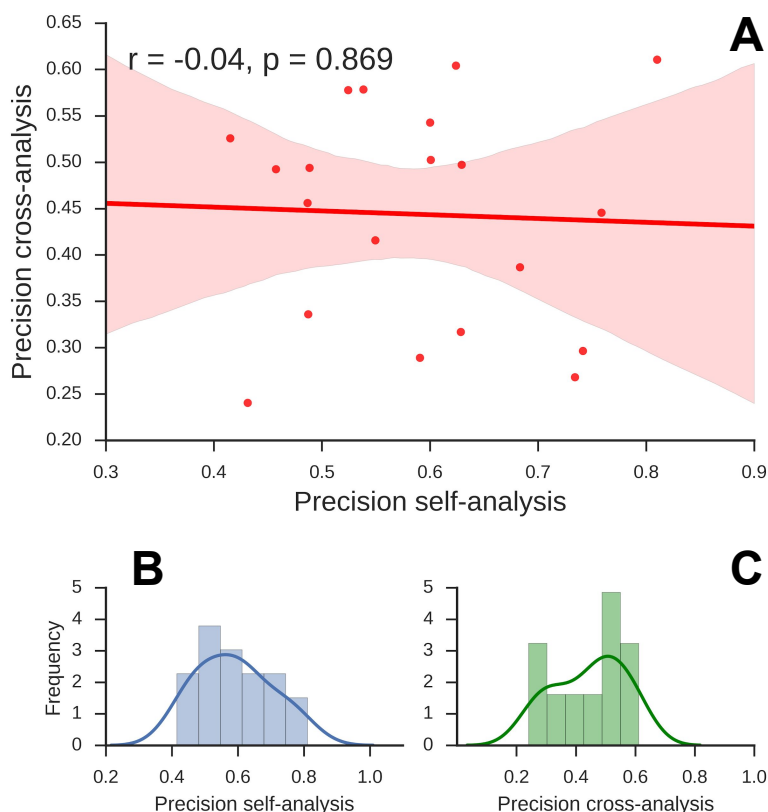 A
r = -0.04, p = 0.869
0.65
0.60
0.55
0.50
0.45
0.40
0.35
0.30
0.25
0.20
Precision cross-analysis
0.3 0.4 0.5 0.6 0.7 0.8 0.9
Precision self-analysis
B
5
4
3
2
1
0
Frequency
0.2 0.4 0.6 0.8 1.0
Precision self-analysis
C
5
4
3
2
1
0
0.2 0.4 0.6 0.8 1.0
Precision cross-analysis